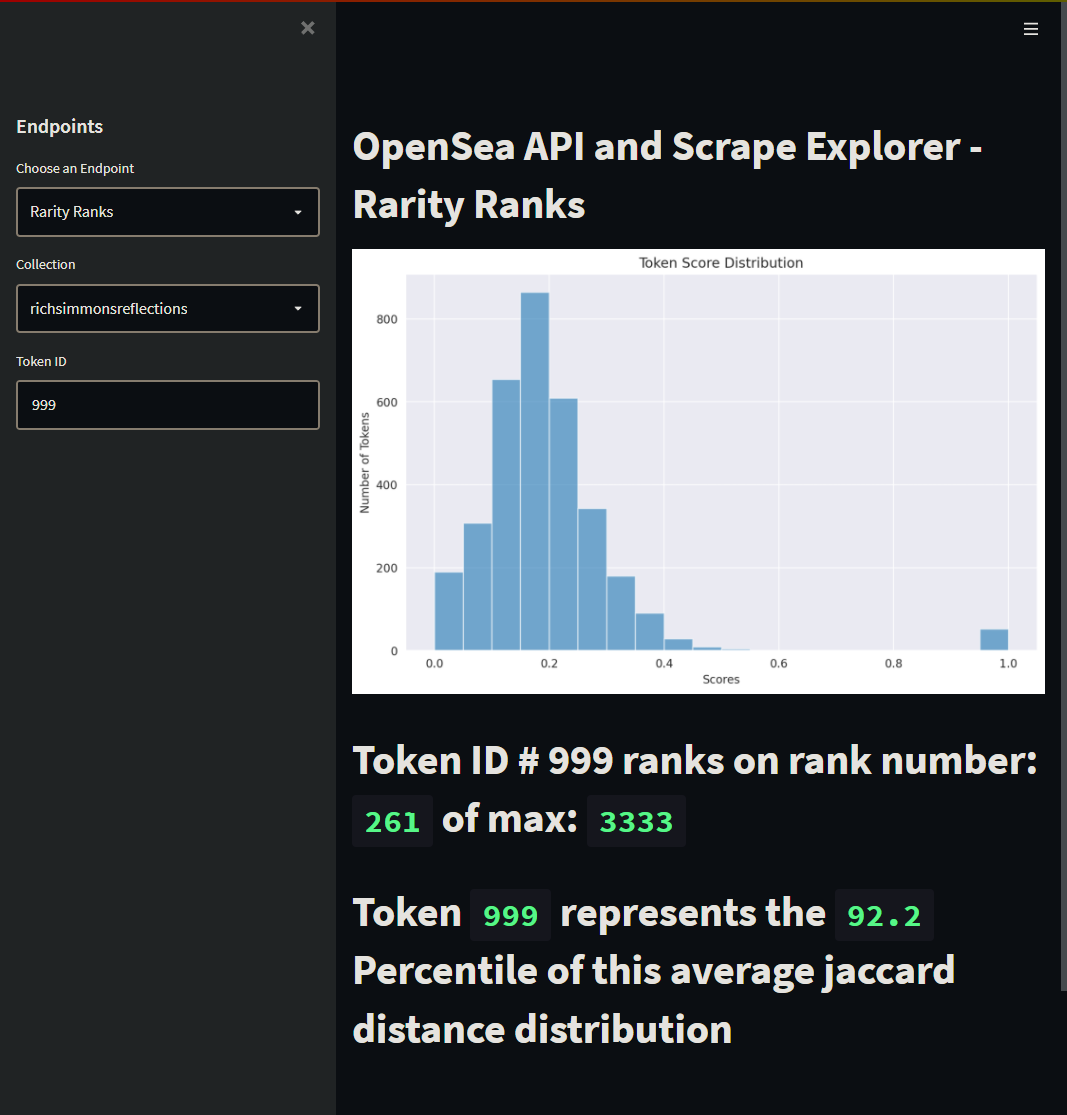 Endpoints
Choose an Endpoint
Rarity Ranks
Collection
richsimmonsreflections
Token ID
999
OpenSea API and Scrape Explorer -
Rarity Ranks
Token Score Distribution
Number of Tokens
800
600
400
200
0
0.0 0.2 0.4 0.6 0.8 1.0
Scores
Token ID # 999 ranks on rank number:
261 of max: 3333
Token 999 represents the 92.2
Percentile of this average jaccard
distance distribution